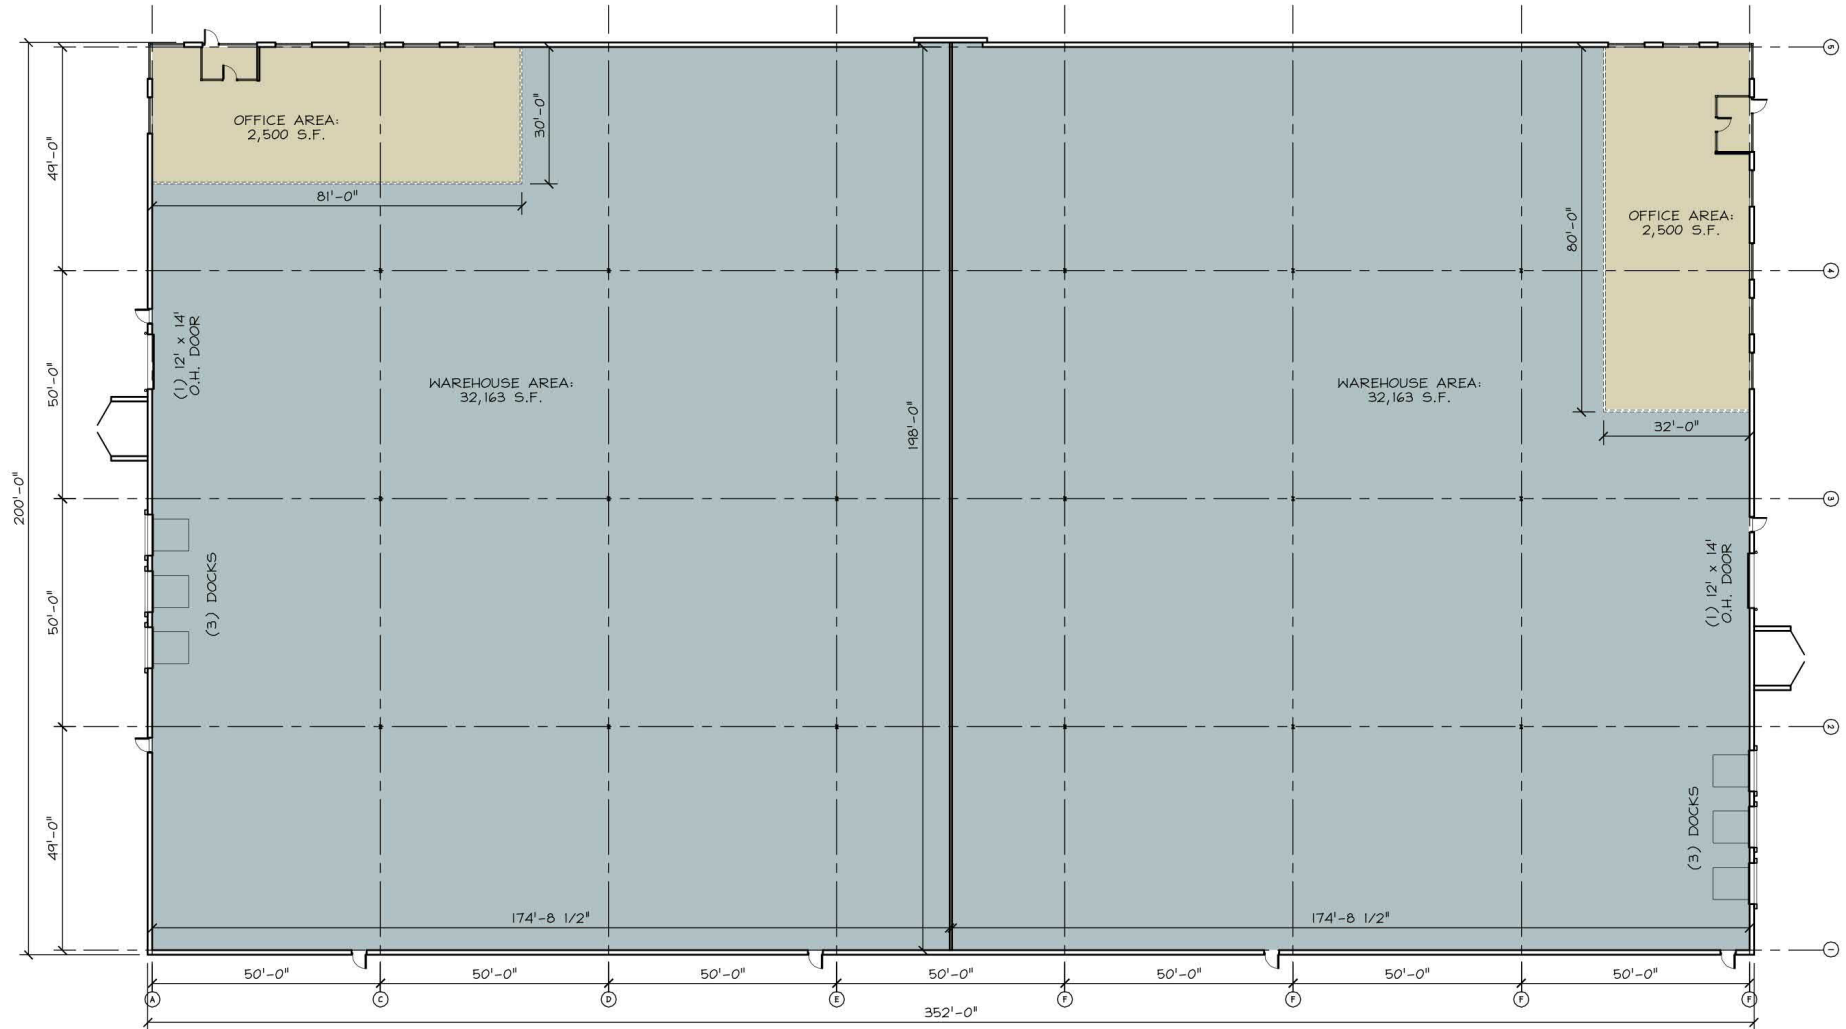 5
OFFICE AREA:
2,500 S.F.
30'-0"
49'-0"
81'-0"
80'-0"
OFFICE AREA:
2,500 S.F.
4
(1) 12' x 14'
O.H. DOOR
50'-0"
WAREHOUSE AREA:
32,163 S.F.
198'-0"
WAREHOUSE AREA:
32,163 S.F.
32'-0"
200'-0"
3
(3) DOCKS
50'-0"
(1) 12' x 14'
O.H. DOOR
2
49'-0"
(3) DOCKS
174'-8 1/2"
174'-8 1/2"
1
50'-0"
50'-0"
50'-0"
50'-0"
50'-0"
50'-0"
50'-0"
A
C
D
E
F
F
F
F
352'-0"